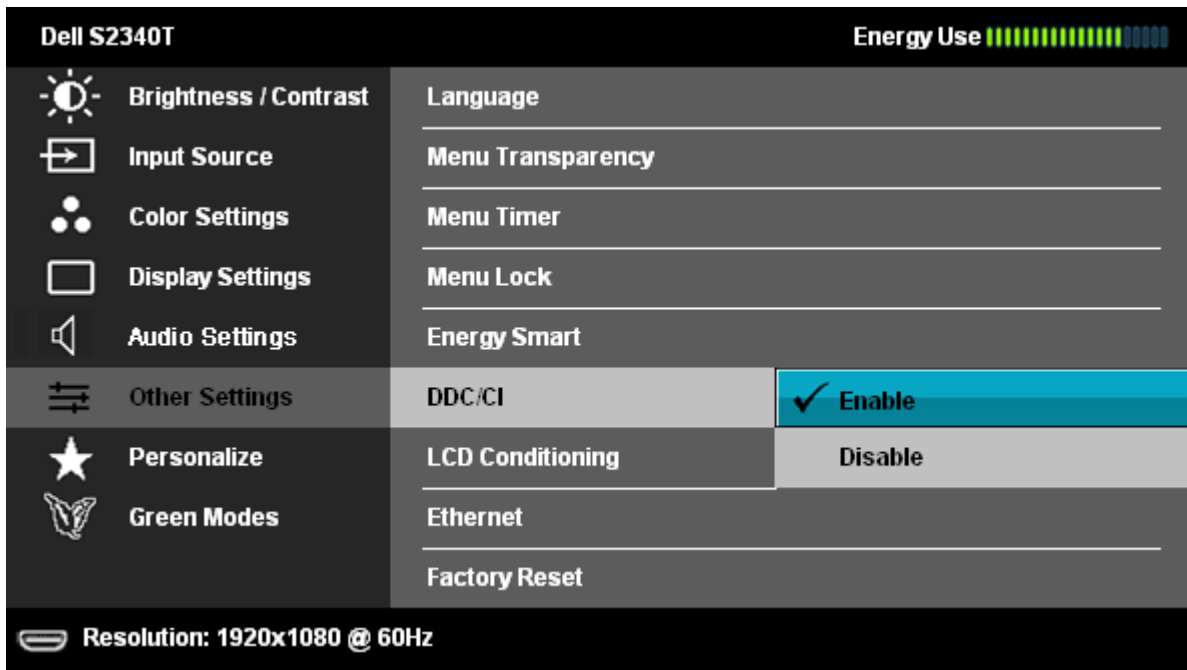 Dell S2340T Energy Use
Brightness / Contrast Language
Input Source Menu Transparency
Color Settings Menu Timer
Display Settings Menu Lock
Audio Settings Energy Smart
Other Settings DDC/CI Enable
Personalize LCD Conditioning Disable
Green Modes Ethernet
Factory Reset
Resolution: 1920x1080 @ 60Hz